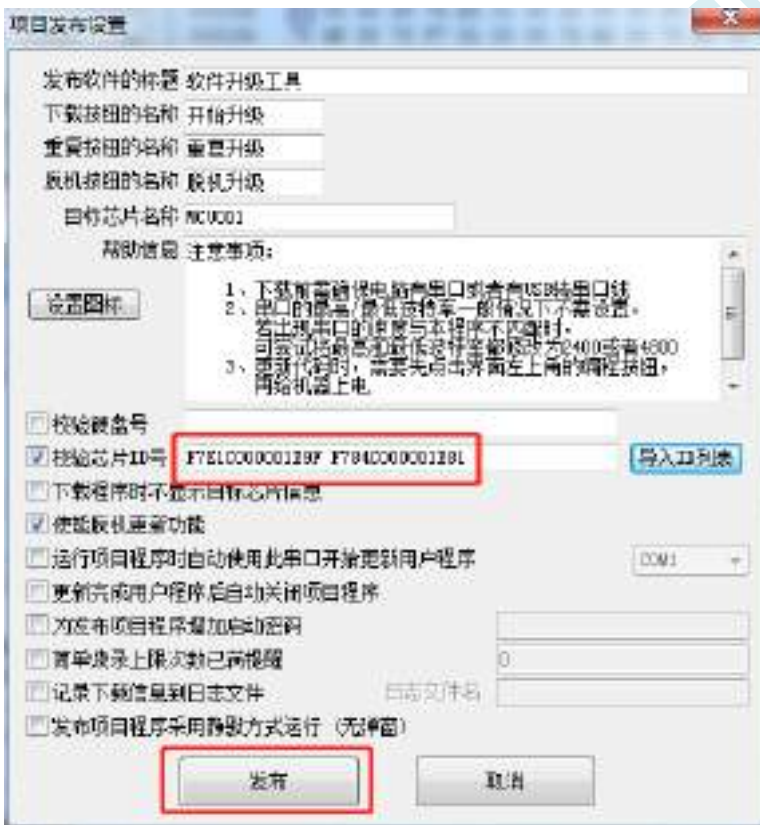 项目发布设置
发布软件的标题 软件升级工具
下载按钮的名称 开始升级
重复按钮的名称 重复升级
脱机按钮的名称 脱机升级
目标芯片名称 MCU001
帮助信息 注意事项:
设置图标
1、下载前需确保电脑有串口或者有USB转串口线
2、串口的最高/最低波特率一般情况下不需设置,
若出现串口的速度与本程序不匹配时,
可尝试将最高和最低波特率都修改为2400或者4800
3、更新代码时,需要先点击界面左上角的编程按钮,
再给机器上电
校验硬盘号
校验芯片ID号 导入ID列表
下载程序时不显示目标芯片信息
使能脱机更新功能
运行项目程序时自动使用此串口开始更新用户程序 COM1
更新完成用户程序后自动关闭项目程序
为发布项目程序增加启动密码
简单烧录上限次数已满提醒 0
记录下载信息到日志文件 日志文件名
发布项目程序采用静默方式运行 (无弹窗)
发布 取消